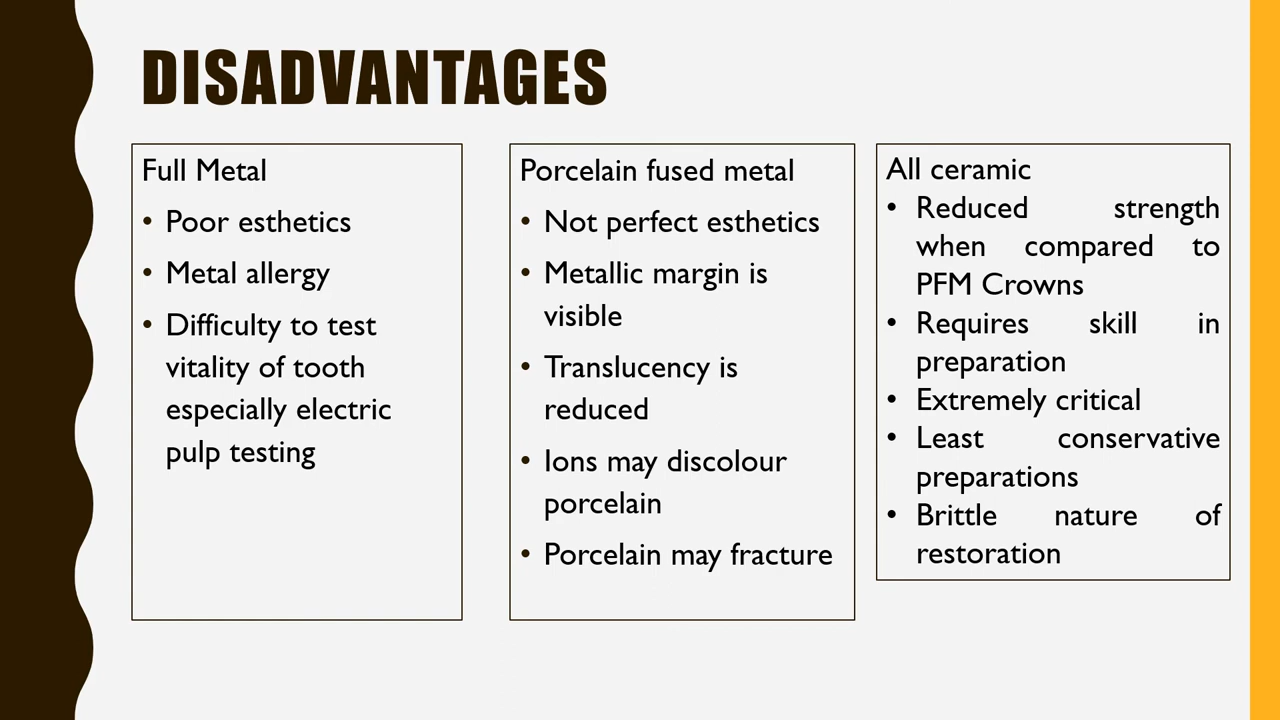 DISADVANTAGES
Full Metal
• Poor esthetics
• Metal allergy
• Difficulty to test
vitality of tooth
especially electric
pulp testing
Porcelain fused metal
• Not perfect esthetics
• Metallic margin is
visible
• Translucency is
reduced
• Ions may discolour
porcelain
• Porcelain may fracture
All ceramic
• Reduced strength
when compared to
PFM Crowns
• Requires skill in
preparation
• Extremely critical
• Least conservative
preparations
• Brittle nature of
restoration